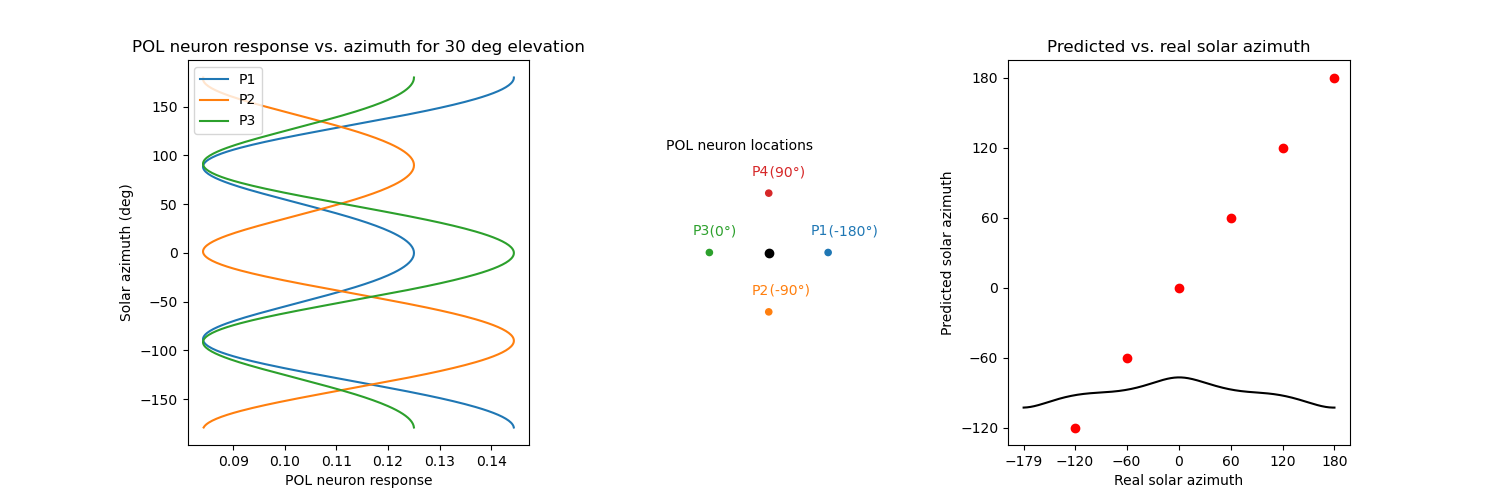 POL neuron response vs. azimuth for 30 deg elevation
P1
P2
P3
150
100
50
0
−50
−100
−150
Solar azimuth (deg)
0.09 0.10 0.11 0.12 0.13 0.14
POL neuron response
POL neuron locations
P4(90°)
P3(0°) P1(-180°)
P2(-90°)
Predicted vs. real solar azimuth
180
120
60
0
−60
−120
Predicted solar azimuth
−179 −120 −60 0 60 120 180
Real solar azimuth